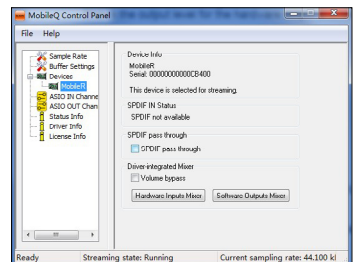 MobileQ Control Panel
File Help
Sample Rate
Buffer Settings
Devices
MobileR
ASIO IN Channe
ASIO OUT Chan
Status Info
Driver Info
License Info
Device Info
MobileR
Serial: 00000000000CB400
This device is selected for streaming.
SPDIF IN Status
SPDIF not available
SPDIF pass through
SPDIF pass through
Driver-integrated Mixer
Volume bypass
Hardware Inputs Mixer Software Outputs Mixer
Ready Streaming state: Running Current sampling rate: 44.100 kl